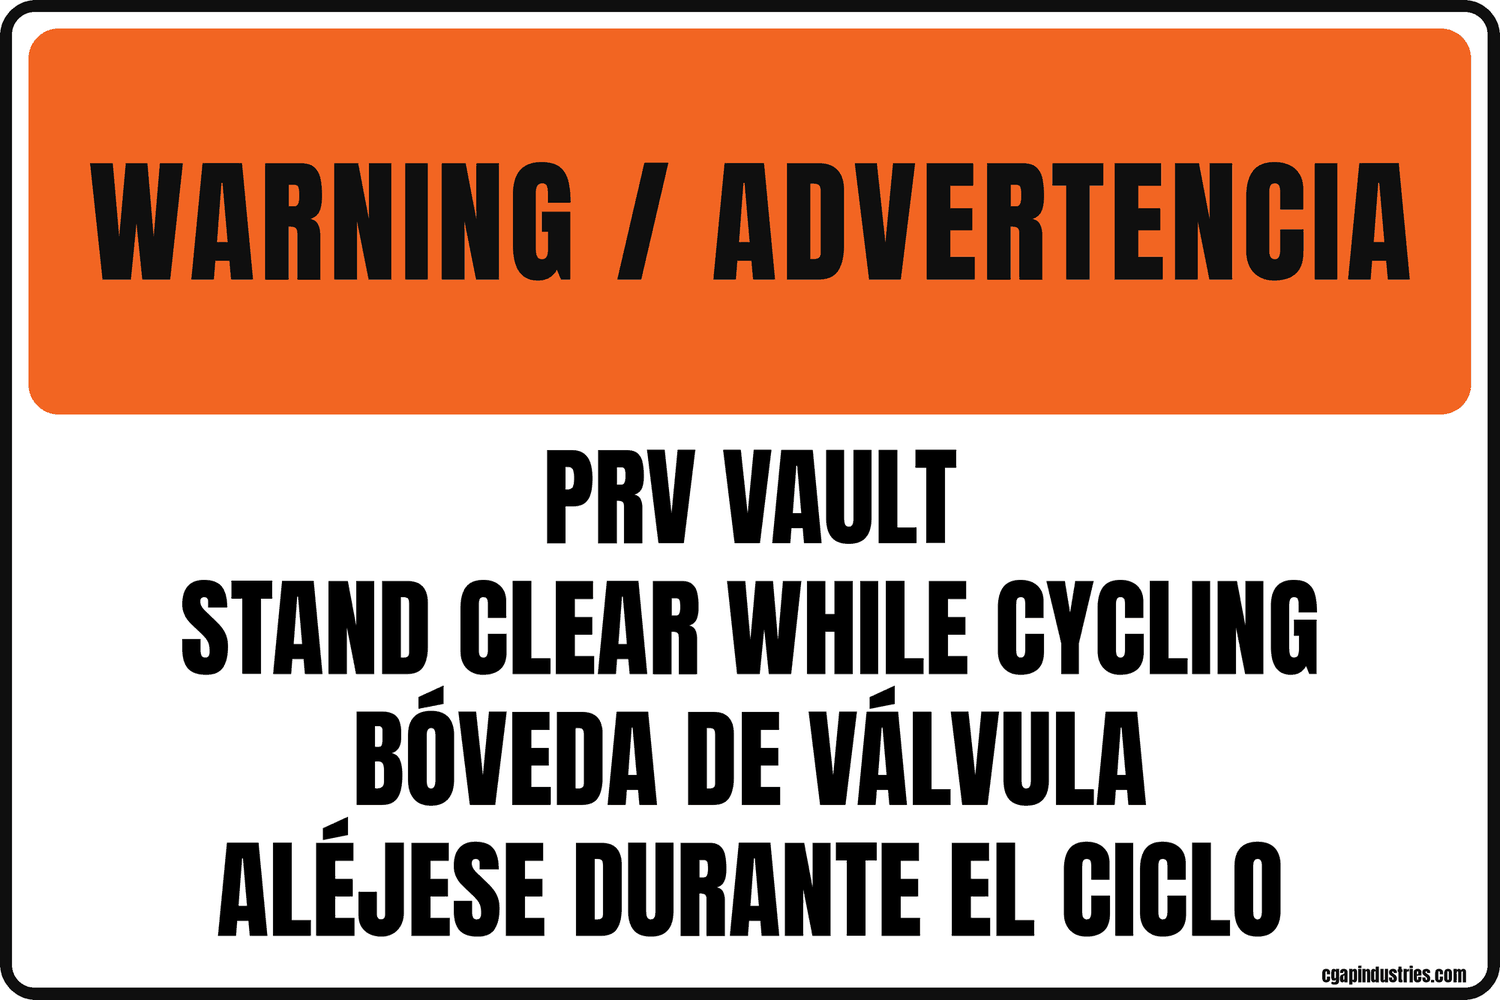 WARNING / ADVERTENCIA
PRV VAULT
STAND CLEAR WHILE CYCLING
BÓVEDA DE VÁLVULA
ALÉJESE DURANTE EL CICLO
cgapindustries.com